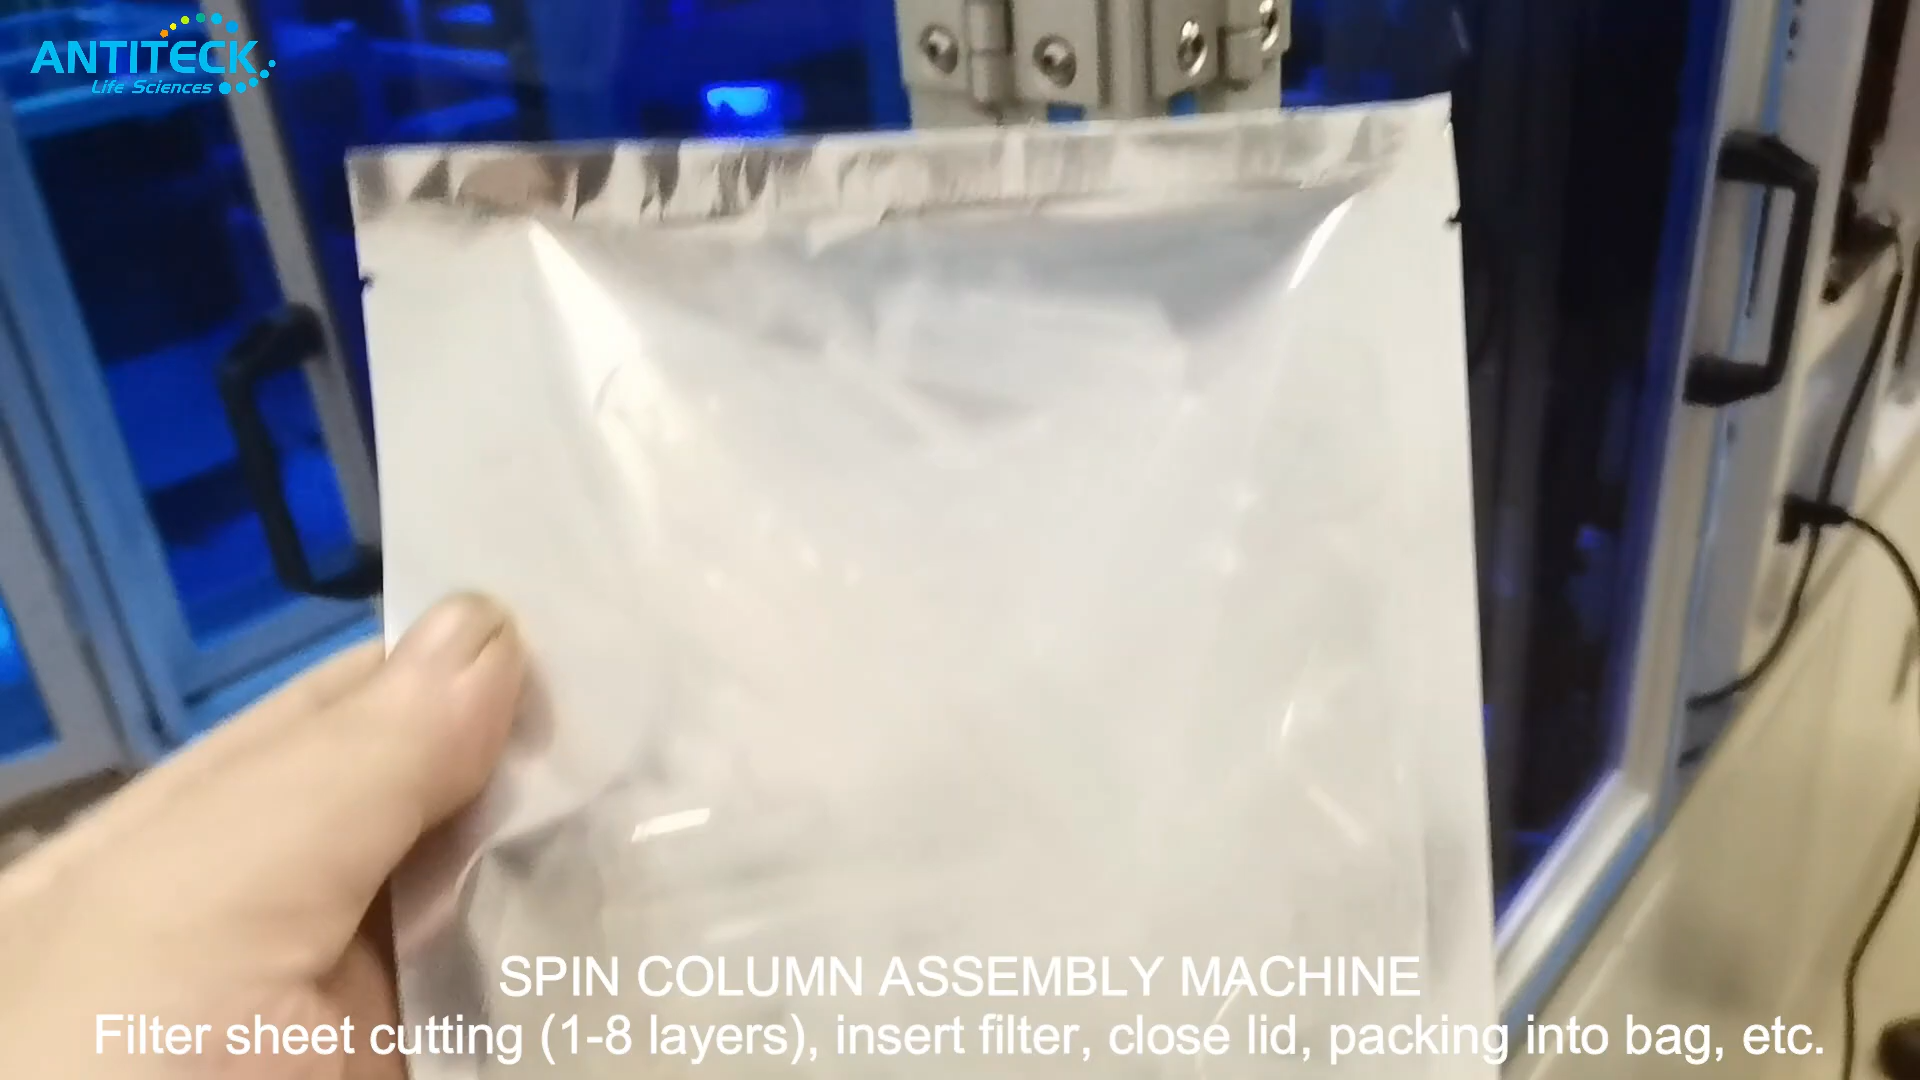 ANTITECK
Life Sciences
SPIN COLUMN ASSEMBLY MACHINE
Filter sheet cutting (1-8 layers), insert filter, close lid, packing into bag, etc.